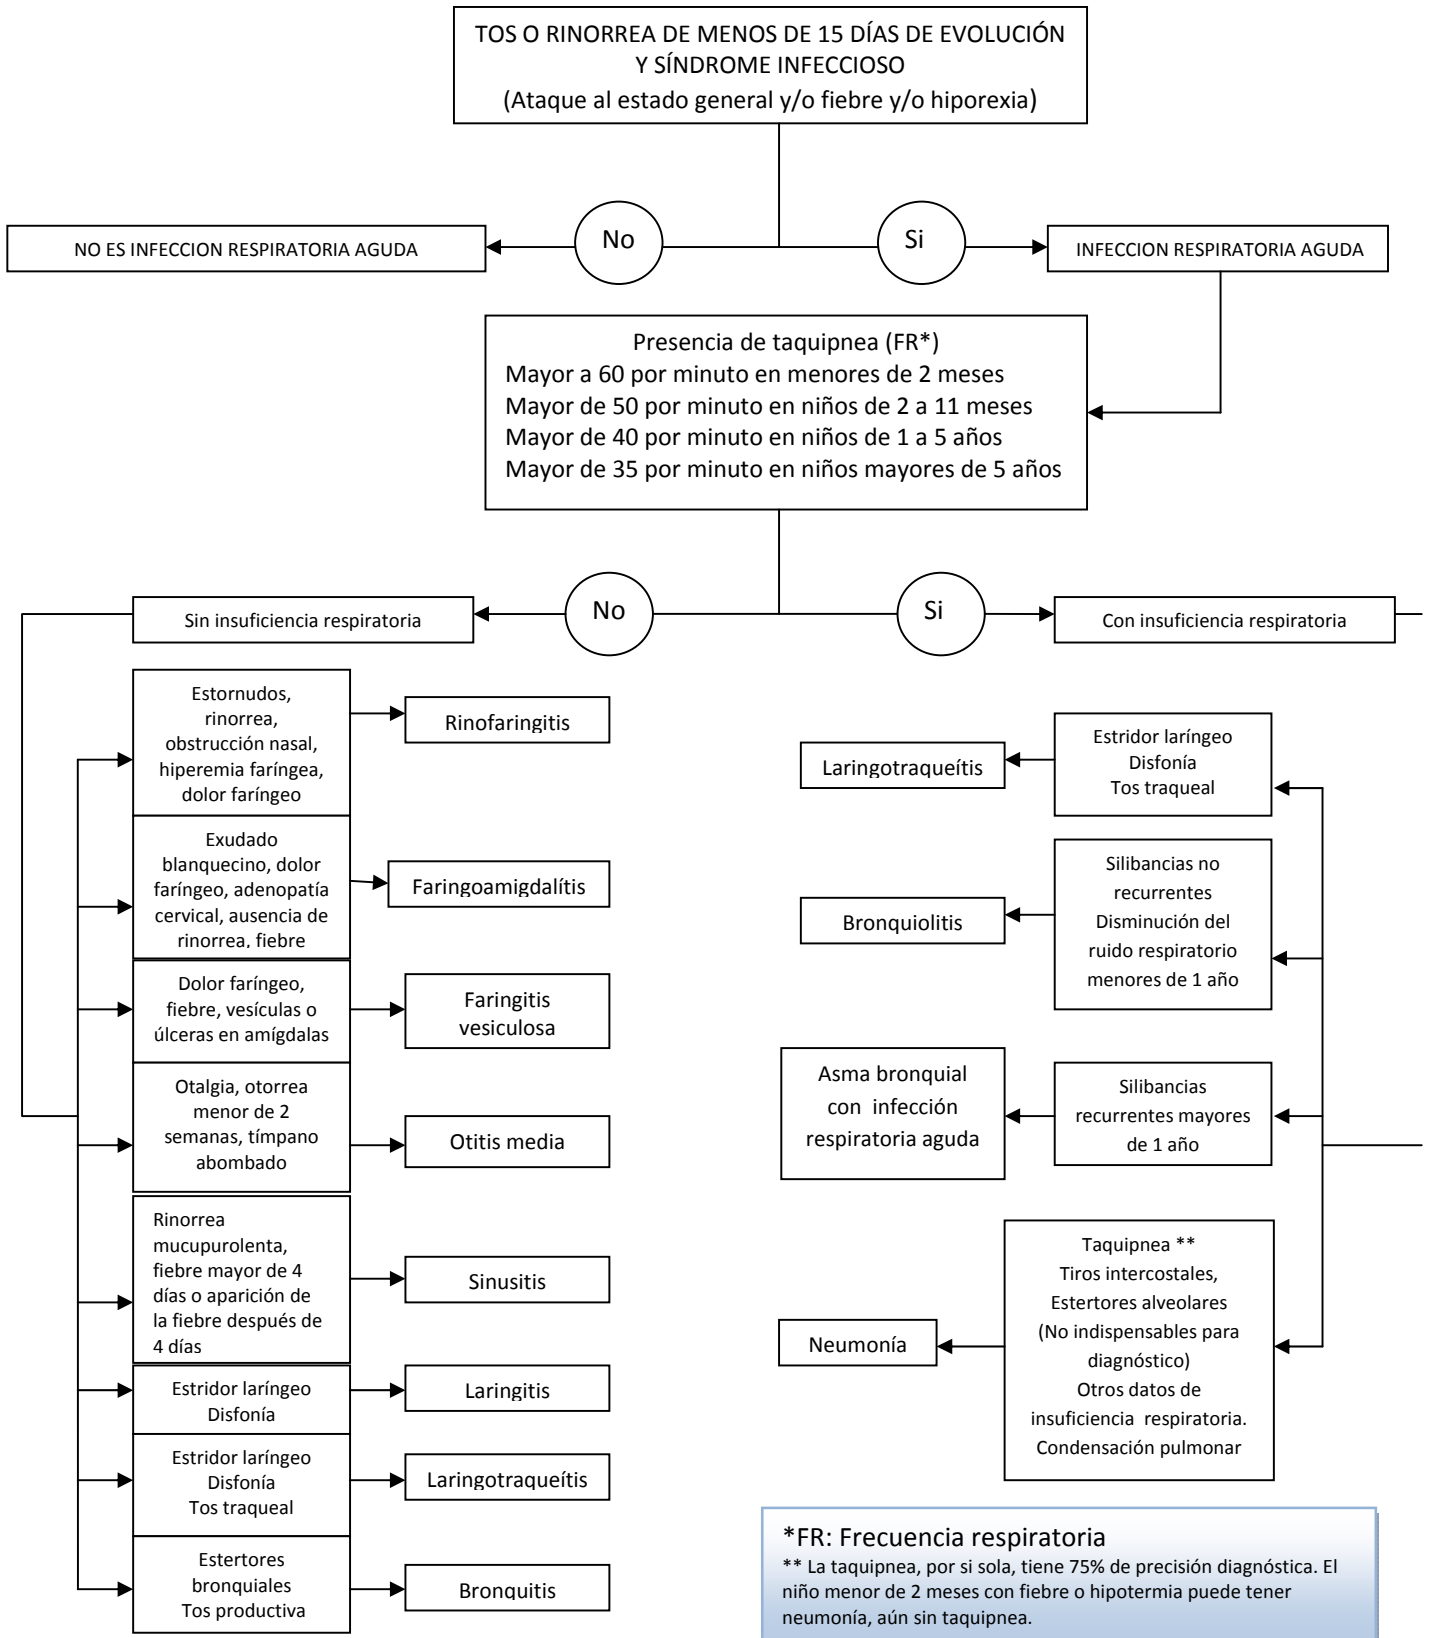 TOS O RINORREA DE MENOS DE 15 DÍAS DE EVOLUCIÓN
Y SÍNDROME INFECCIOSO
(Ataque al estado general y/o fiebre y/o hiporexia)
NO ES INFECCION RESPIRATORIA AGUDA
No
Si
INFECCION RESPIRATORIA AGUDA
Presencia de taquipnea (FR*)
Mayor a 60 por minuto en menores de 2 meses
Mayor de 50 por minuto en niños de 2 a 11 meses
Mayor de 40 por minuto en niños de 1 a 5 años
Mayor de 35 por minuto en niños mayores de 5 años
Sin insuficiencia respiratoria
No
Si
Con insuficiencia respiratoria
Estornudos,
rinorrea,
obstrucción nasal,
hiperemia faríngea,
dolor faríngeo
Rinofaringitis
Exudado
blanquecino, dolor
faríngeo, adenopatía
cervical, ausencia de
rinorrea, fiebre
Faringoamigdalítis
Dolor faríngeo,
fiebre, vesículas o
úlceras en amígdalas
Faringitis
vesiculosa
Otalgia, otorrea
menor de 2
semanas, tímpano
abombado
Otitis media
Rinorrea
mucupurolenta,
fiebre mayor de 4
días o aparición de
la fiebre después de
4 días
Sinusitis
Estridor laríngeo
Disfonía
Laringitis
Estridor laríngeo
Disfonía
Tos traqueal
Laringotraqueítis
Estertores
bronquiales
Tos productiva
Bronquitis
Laringotraqueítis
Estridor laríngeo
Disfonía
Tos traqueal
Bronquiolitis
Silibancias no
recurrentes
Disminución del
ruido respiratorio
menores de 1 año
Asma bronquial
con infección
respiratoria aguda
Silibancias
recurrentes mayores
de 1 año
Neumonía
Taquipnea **
Tiros intercostales,
Estertores alveolares
(No indispensables para
diagnóstico)
Otros datos de
insuficiencia respiratoria.
Condensación pulmonar
*FR: Frecuencia respiratoria
** La taquipnea, por si sola, tiene 75% de precisión diagnóstica. El
niño menor de 2 meses con fiebre o hipotermia puede tener
neumonía, aún sin taquipnea.